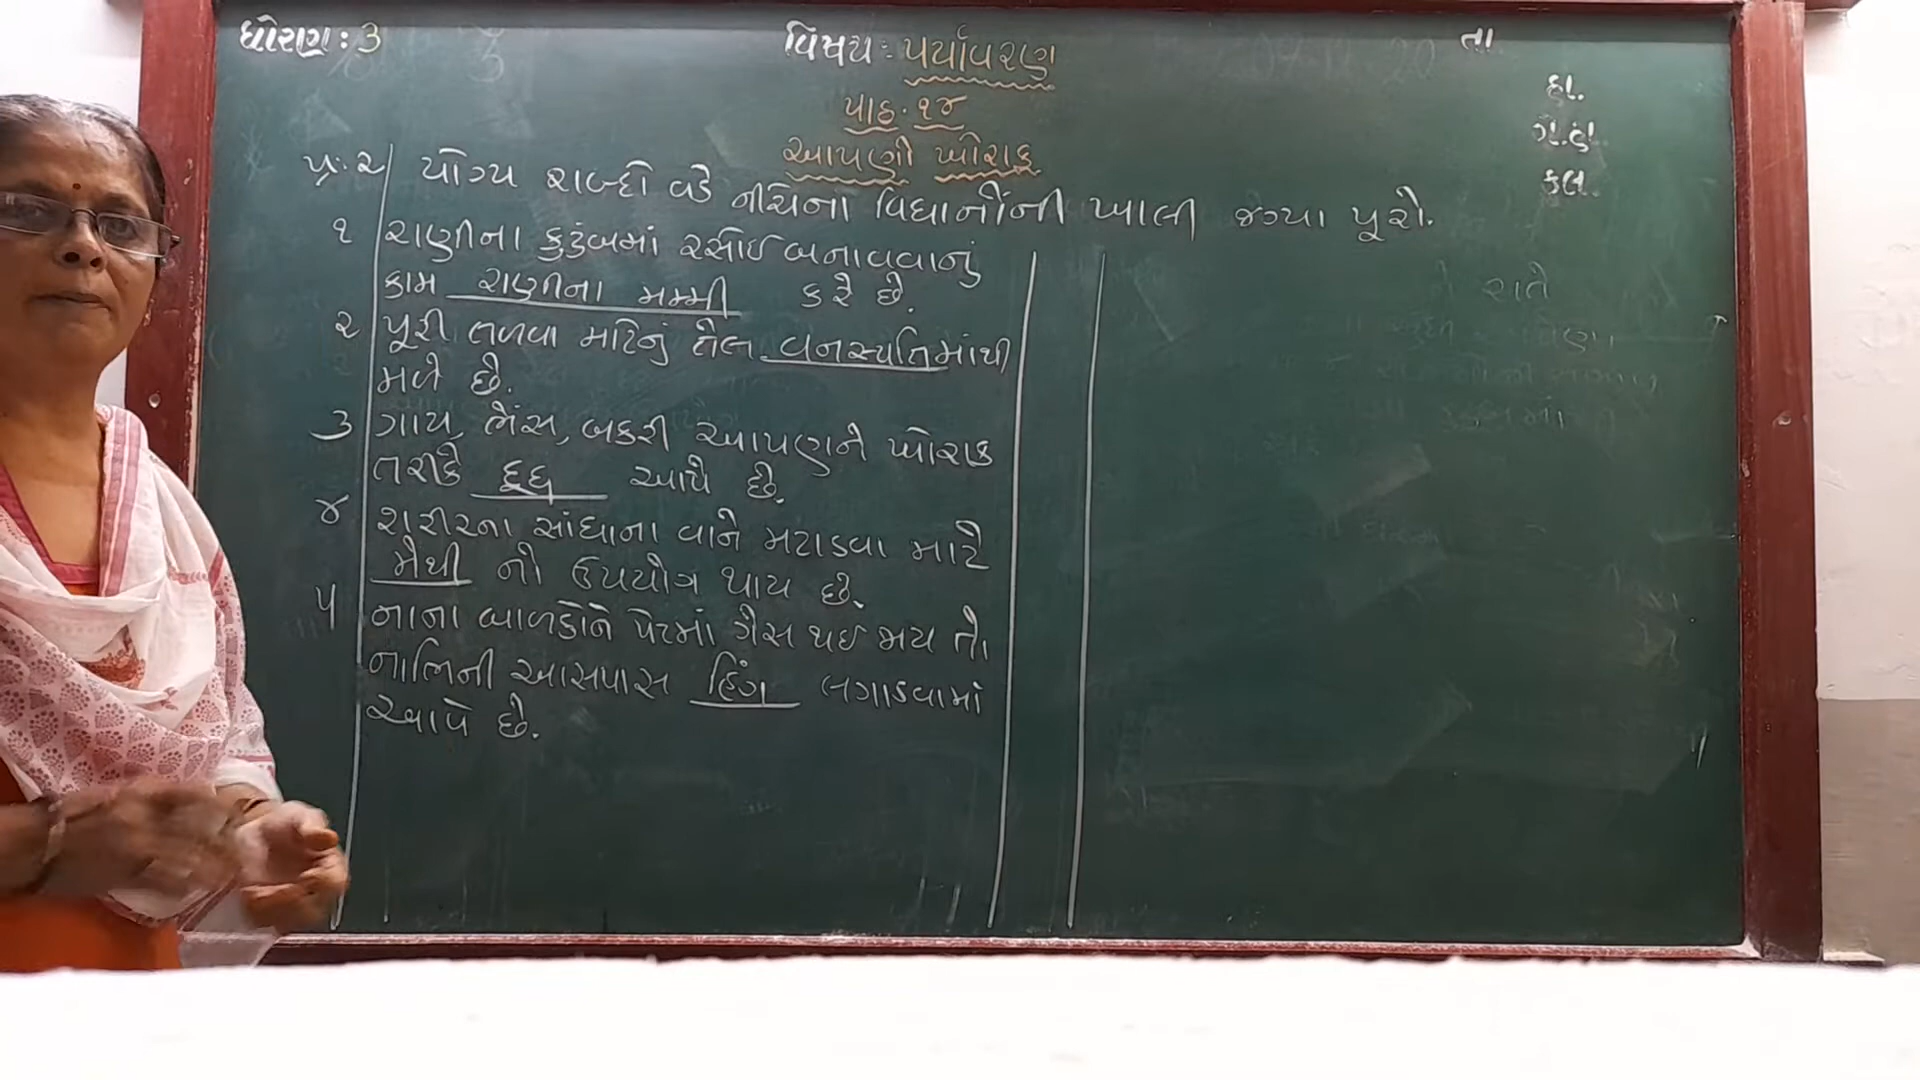 ધોરણ : 3
વિષય : પર્યાવરણ
તા
પાઠ. ૧૪
હા.
ગે.હા.
કુલ.
આપણો ખોરાક
પ્ર. ૨ યોગ્ય શબ્દો વડે નીચેના વિધાનોની ખાલી જગ્યા પૂરો.
૧ રાણીના કુટુંબમાં રસોઈ બનાવવાનું
કામ રાણીના મમ્મી કરે છે.
૨ પૂરી તળવા માટેનું તેલ વનસ્પતિમાંથી
મળે છે.
૩ ગાય, ભેંસ, બકરી આપણને ખોરાક
તરીકે દૂધ આપે છે.
૪ શરીરના સાંધાના વાને મટાડવા માટે
મેથી નો ઉપયોગ થાય છે.
૫ નાના બાળકોને પેટમાં ગેસ થઈ જાય તો
નાભિની આસપાસ હિંગ લગાડવામાં
આવે છે.